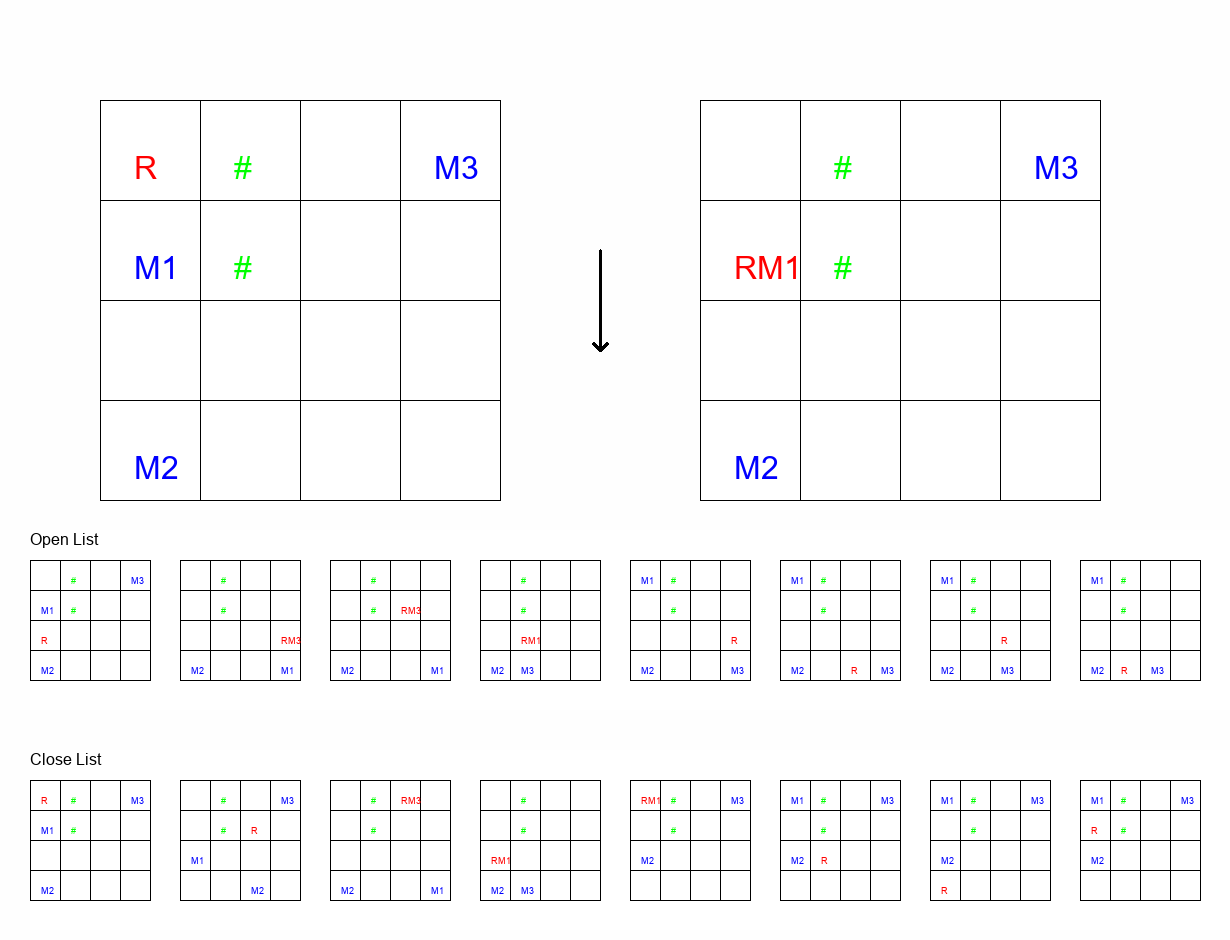 R # M3 # M3
M1 # RM1 #
M2 M2
Open List
# M3 # # # M1 # M1 # M1 # M1 #
M1 # # # RM3 # # # # #
R RM3 RM1 R R
M2 M2 M1 M2 M1 M2 M3 M2 M3 M2 R M3 M2 M3 M2 R M3
Close List
R # M3 # M3 # RM3 # RM1 # M3 M1 # M3 M1 # M3 M1 # M3
M1 # # R # # # # # R #
M1 RM1 M2 M2 R M2 M2
M2 M2 M2 M1 M2 M3 R